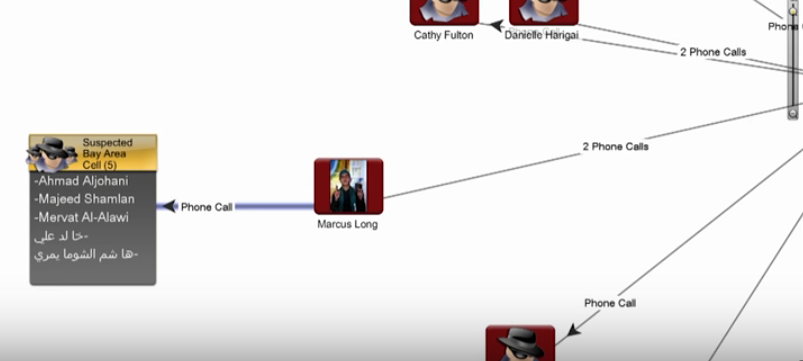 Cathy Fulton
Danielle Harigai
2 Phone Calls
Phone
2 Phone Calls
Suspected
Bay Area
Cell (5)
-Ahmad Aljohani
-Majeed Shamlan
-Mervat Al-Alawi
-خا لد علي
-ها شم الشوما يمري
Phone Call
Marcus Long
Phone Call